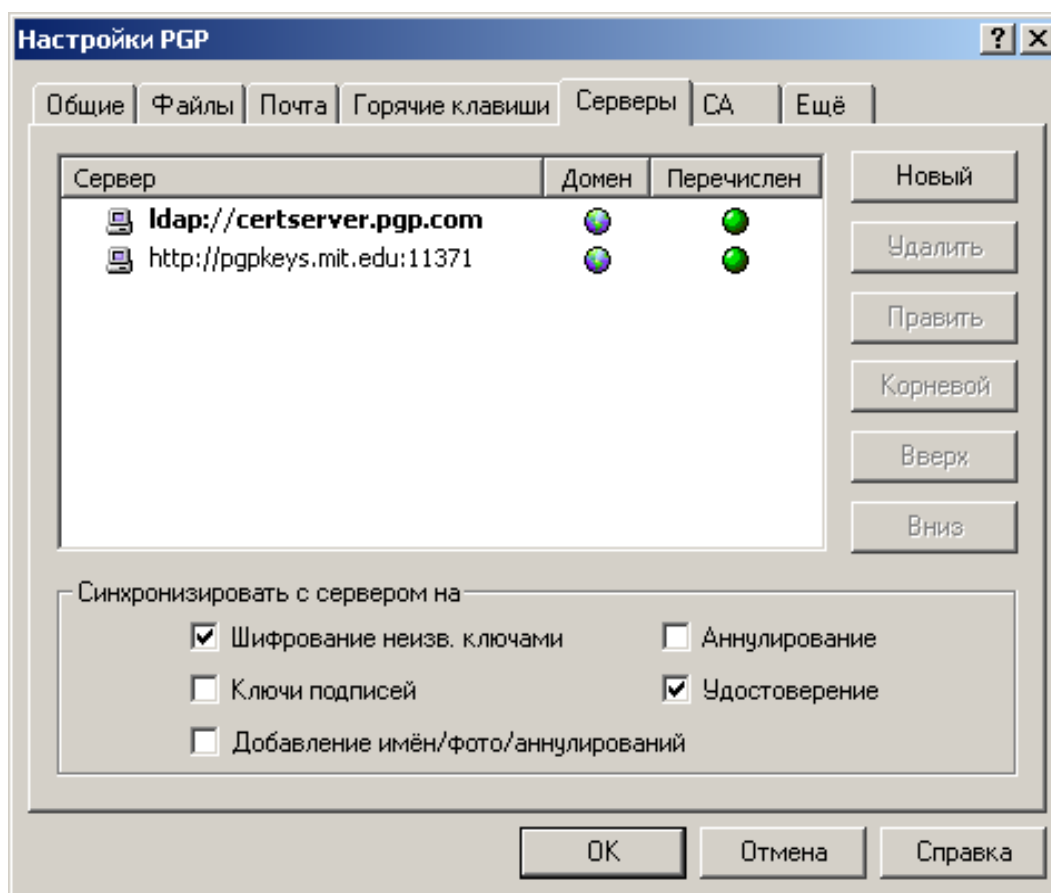 Настройки PGP
Общие Файлы Почта Горячие клавиши Серверы CA Ещё
Сервер Домен Перечислен
ldap://certserver.pgp.com
http://pgpkeys.mit.edu:11371
Новый
Удалить
Править
Корневой
Вверх
Вниз
Синхронизировать с сервером на
Шифрование неизв. ключами Аннулирование
Ключи подписей Удостоверение
Добавление имён/фото/аннулирований
OK Отмена Справка